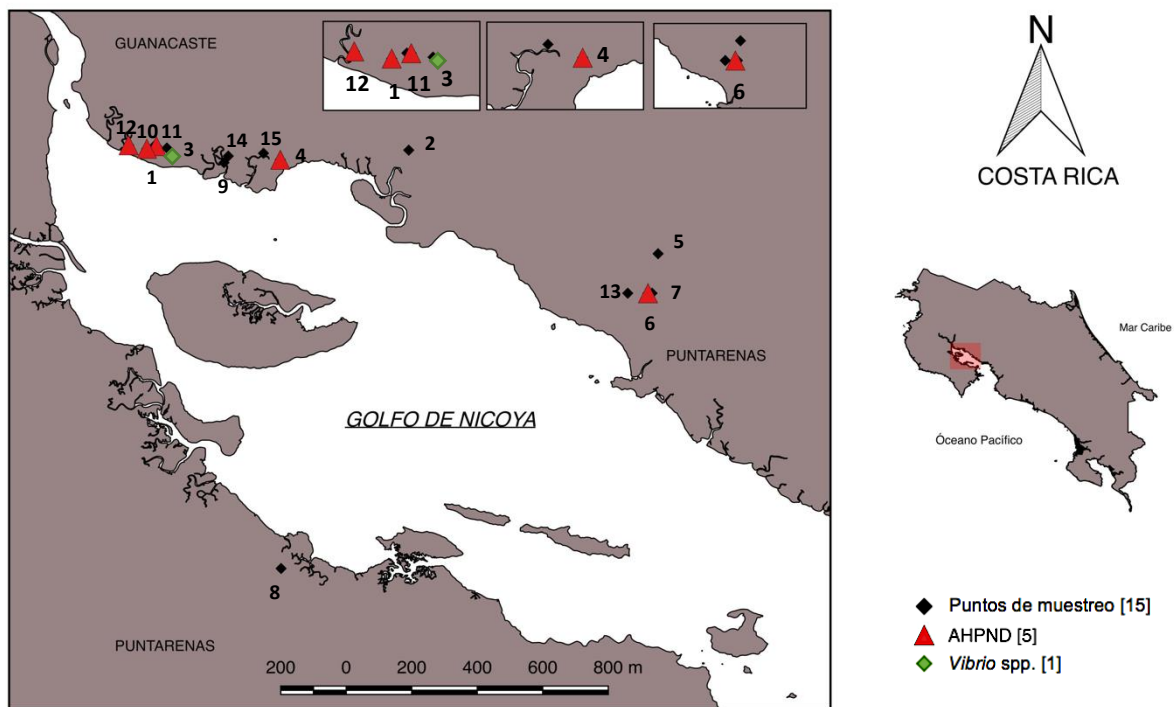 GUANACASTE
12
1
11
3
4
6
12
10
11
3
1
14
9
15
4
2
5
13
7
6
PUNTARENAS
GOLFO DE NICOYA
8
PUNTARENAS
200 0 200 400 600 800 m
N
COSTA RICA
Mar Caribe
Óceano Pacífico
Puntos de muestreo [15]
AHPND [5]
Vibrio spp. [1]